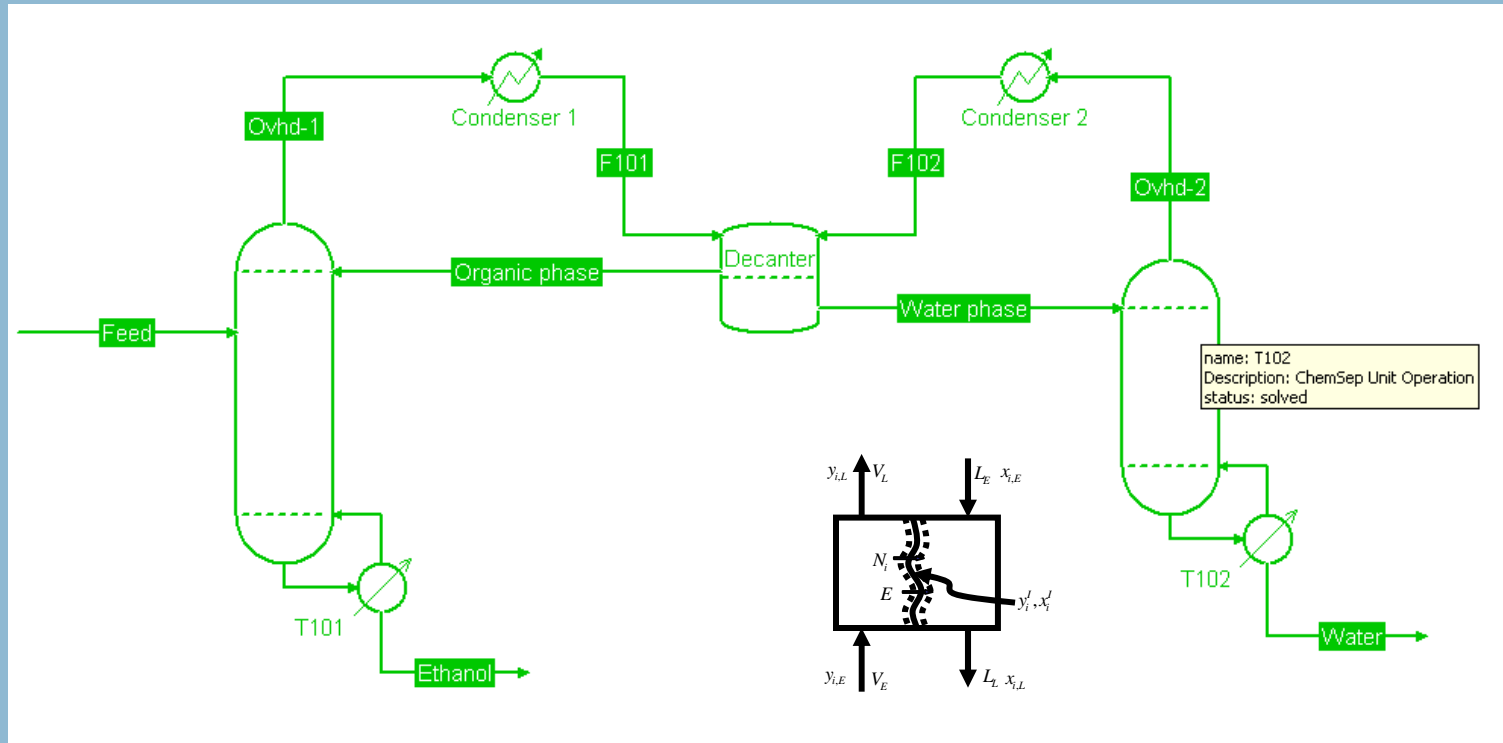 Condenser 1
Condenser 2
Ovhd-1
F101
F102
Ovhd-2
Decanter
Organic phase
Water phase
Feed
name: T102
Description: ChemSep Unit Operation
status: solved
y_{i,L} V_L
L_E x_{i,E}
N_i
E
y_i^I, x_i^I
y_{i,E} V_E
L_L x_{i,L}
T101
Ethanol
T102
Water